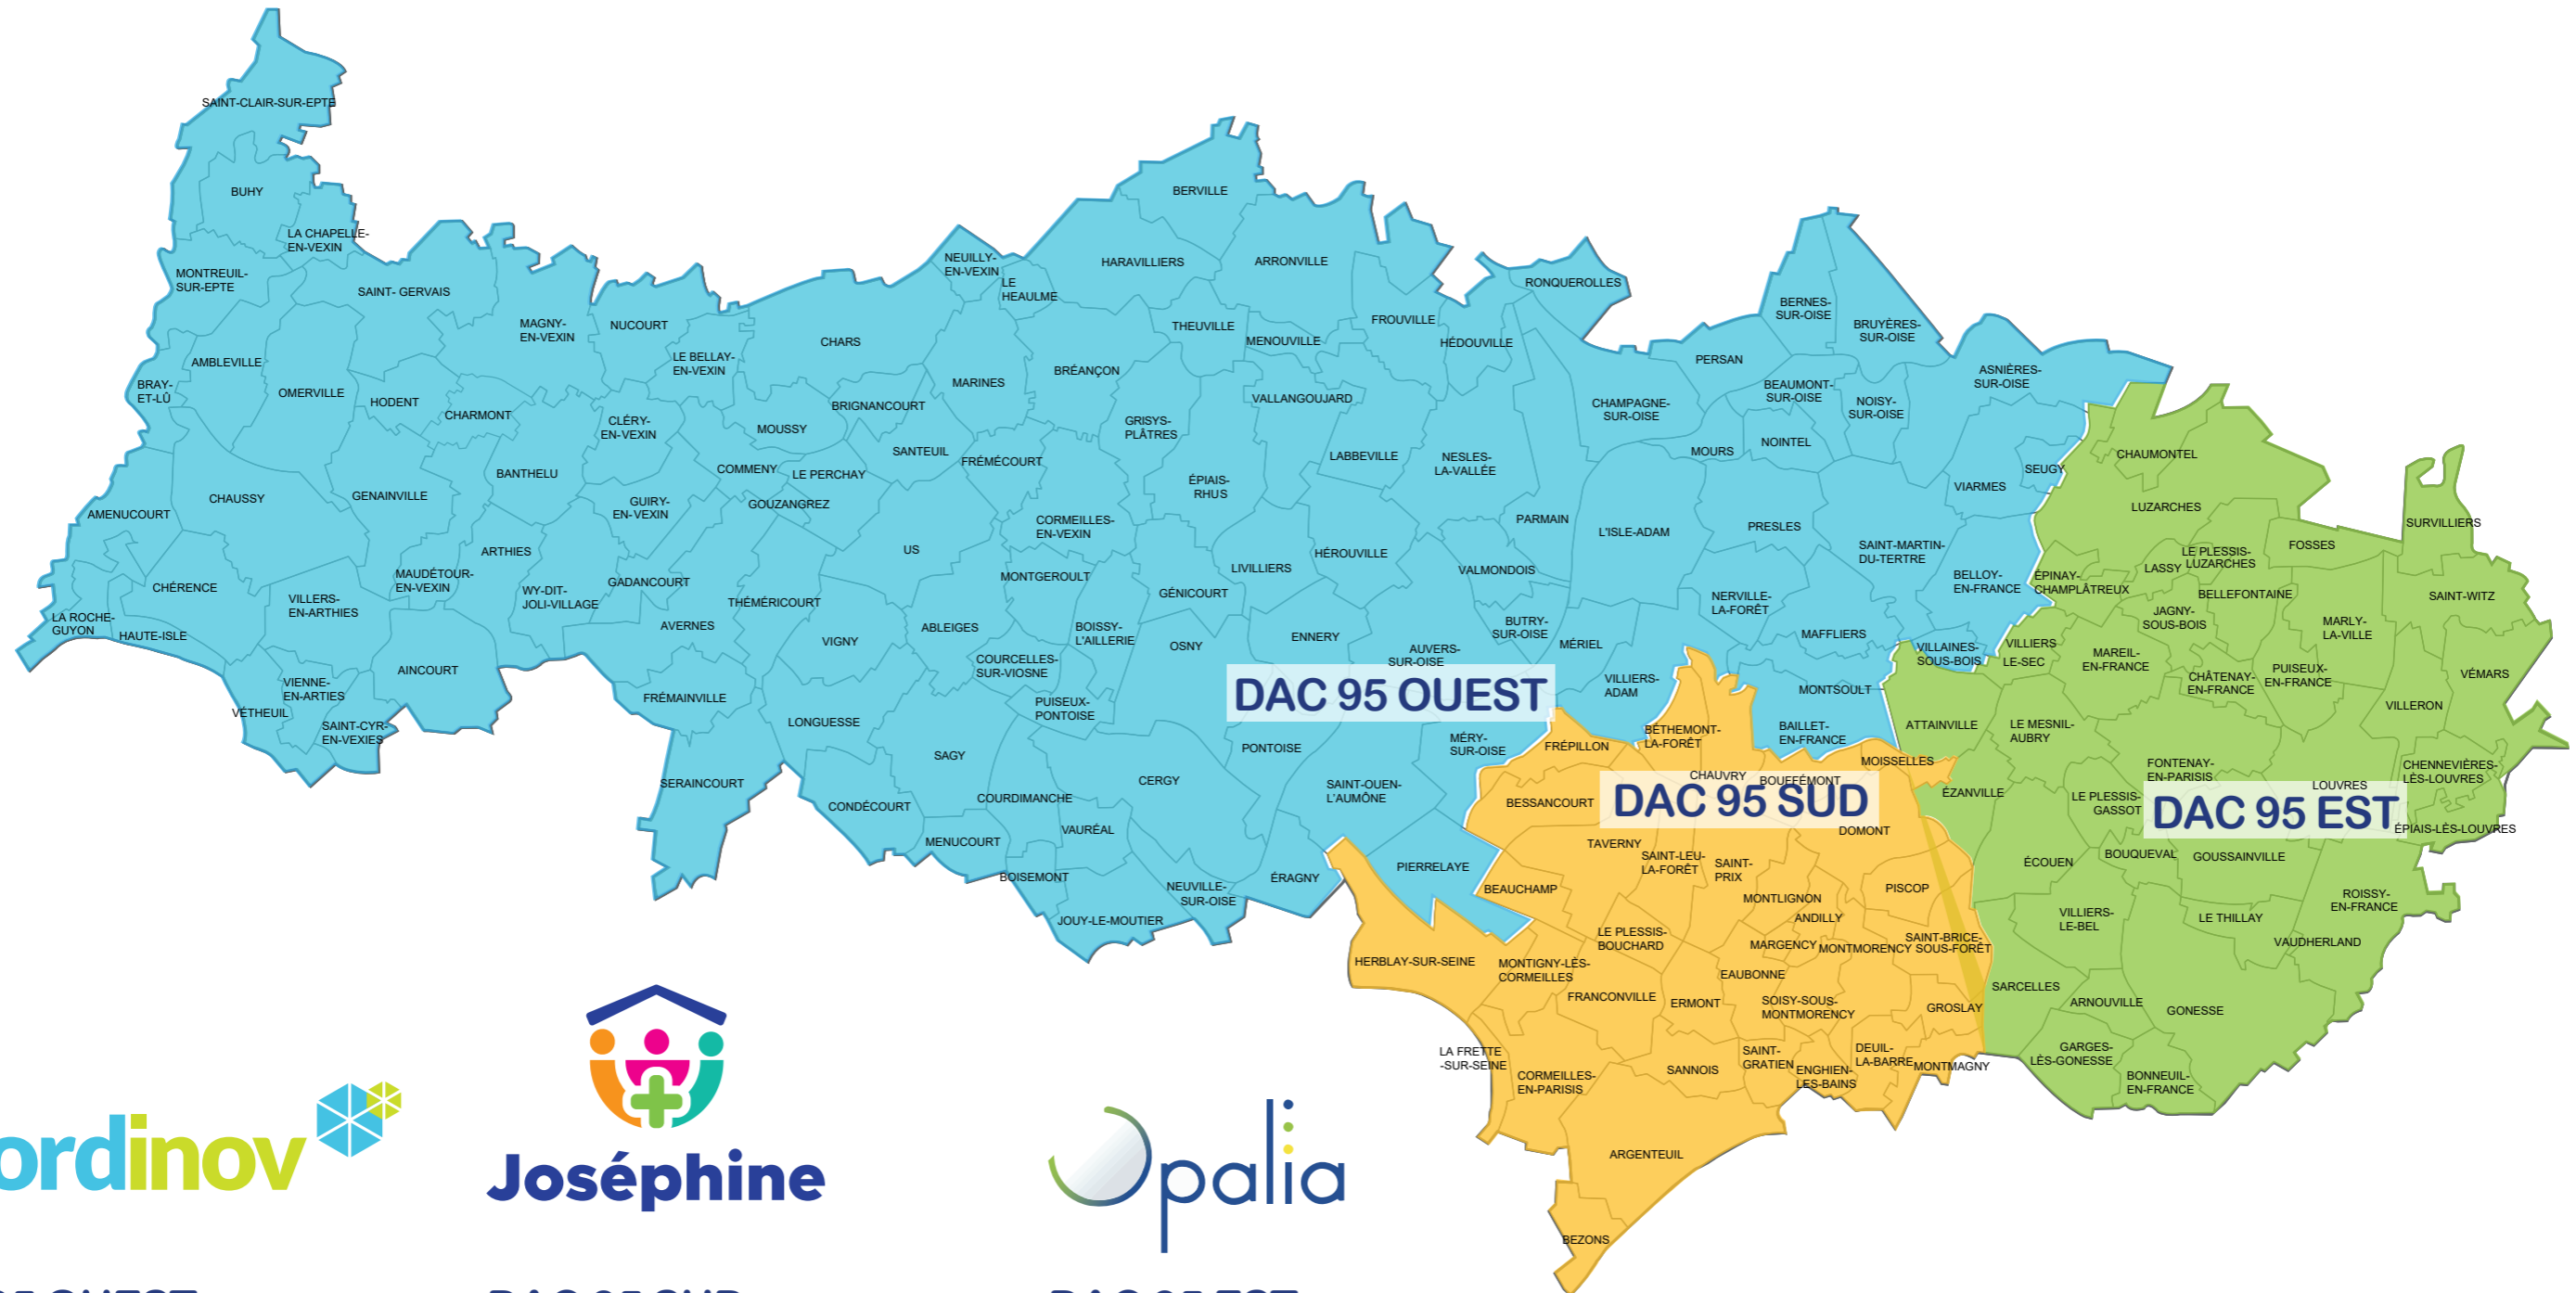 SAINT-CLAIR-SUR-EPTE
BUHY
LA CHAPELLE-
EN-VEXIN
MONTREUIL-
SUR-EPTE
SAINT- GERVAIS
MAGNY-
EN-VEXIN
NUCOURT
LE BELLAY-
EN-VEXIN
CHARS
NEUILLY-
EN-VEXIN
LE
HEAULME
BERVILLE
HARAVILLIERS
ARRONVILLE
THEUVILLE
MENOUVILLE
FROUVILLE
HÉDOUVILLE
RONQUEROLLES
BERNES-
SUR-OISE
BRUYÈRES-
SUR-OISE
PERSAN
BEAUMONT-
SUR-OISE
NOISY-
SUR-OISE
ASNIÈRES-
SUR-OISE
AMBLEVILLE
BRAY-
ET-LÛ
OMERVILLE
HODENT
CHARMONT
CLÉRY-
EN-VEXIN
MOUSSY
BRIGNANCOURT
MARINES
BRÉANÇON
GRISYS-
PLÂTRES
VALLANGOUJARD
CHAMPAGNE-
SUR-OISE
MOURS
NOINTEL
SANTEUIL
FRÉMÉCOURT
LABBEVILLE
NESLES-
LA-VALLÉE
VIARMES
SEUGY
CHAUMONTEL
LUZARCHES
SURVILLIERS
AMENUCOURT
CHAUSSY
GENAINVILLE
BANTHELU
GUIRY-
EN-VEXIN
COMMENY
LE PERCHAY
GOUZANGREZ
ÉPIAIS-
RHUS
CORMEILLES-
EN-VEXIN
US
PARMAIN
L'ISLE-ADAM
PRESLES
SAINT-MARTIN-
DU-TERTRE
BELLOY-
EN-FRANCE
ÉPINAY-
CHAMPLÂTREUX
LASSY
LE PLESSIS-
LUZARCHES
FOSSES
BELLEFONTAINE
SAINT-WITZ
JAGNY-
SOUS-BOIS
MARLY-
LA-VILLE
CHÉRENCE
LA ROCHE-
GUYON
HAUTE-ISLE
VILLERS-
EN-ARTHIES
MAUDÉTOUR-
EN-VEXIN
ARTHIES
WY-DIT-
JOLI-VILLAGE
GADANCOURT
AVERNES
THÉMÉRICOURT
VIGNY
ABLEIGES
MONTGEROULT
BOISSY-
L'AILLERIE
GÉNICOURT
LIVILLIERS
HÉROUVILLE
VALMONDOIS
BUTRY-
SUR-OISE
MÉRIEL
NERVILLE-
LA-FORÊT
MAFFLIERS
VILLAINES-
SOUS-BOIS
VILLIERS
LE-SEC
MAREIL-
EN-FRANCE
CHÂTENAY-
EN-FRANCE
PUISEUX-
EN-FRANCE
VÉMARS
VILLERON
VÉTHEUIL
VIENNE-
EN-ARTIES
SAINT-CYR-
EN-VEXIES
AINCOURT
FRÉMAINVILLE
SERAINCOURT
LONGUESSE
COURCELLES-
SUR-VIOSNE
PUISEUX-
PONTOISE
OSNY
ENNERY
AUVERS-
SUR-OISE
DAC 95 OUEST
VILLIERS-
ADAM
MONTSOULT
BAILLET-
EN-FRANCE
ATTAINVILLE
LE MESNIL-
AUBRY
SAGY
CONDÉCOURT
COURDIMANCHE
MENUCOURT
VAURÉAL
CERGY
PONTOISE
SAINT-OUEN-
L'AUMÔNE
MÉRY-
SUR-OISE
BOISEMONT
JOUY-LE-MOUTIER
NEUVILLE-
SUR-OISE
ÉRAGNY
PIERRELAYE
FRÉPILLON
BÉTHEMONT-
LA-FORÊT
CHAUVRY
BOUFFÉMONT
MOISSELLES
BESSANCOURT
DAC 95 SUD
DOMONT
TAVERNY
SAINT-LEU-
LA-FORÊT
SAINT-
PRIX
BEAUCHAMP
MONTLIGNON
PISCOP
ANDILLY
LE PLESSIS-
BOUCHARD
MARGENCY
MONTMORENCY
SAINT-BRICE-
SOUS-FORÊT
HERBLAY-SUR-SEINE
MONTIGNY-LÈS-
CORMEILLES
FRANCONVILLE
EAUBONNE
ERMONT
SOISY-SOUS-
MONTMORENCY
GROSLAY
LA FRETTE
-SUR-SEINE
CORMEILLES-
EN-PARISIS
SANNOIS
SAINT-
GRATIEN
ENGHIEN-
LES-BAINS
DEUIL-
LA-BARRE
MONTMAGNY
ARGENTEUIL
BEZONS
ÉZANVILLE
FONTENAY-
EN-PARISIS
LE PLESSIS-
GASSOT
LOUVRES
DAC 95 EST
CHENNEVIÈRES-
LÈS-LOUVRES
ÉPIAIS-LÈS-LOUVRES
ÉCOUEN
BOUQUEVAL
GOUSSAINVILLE
ROISSY-
EN-FRANCE
VILLIERS-
LE-BEL
LE THILLAY
VAUDHERLAND
SARCELLES
ARNOUVILLE
GONESSE
GARGES-
LÈS-GONESSE
BONNEUIL-
EN-FRANCE
ordinov
Joséphine
Opalia
95 OUEST
DAC 95 SUD
DAC 95 EST